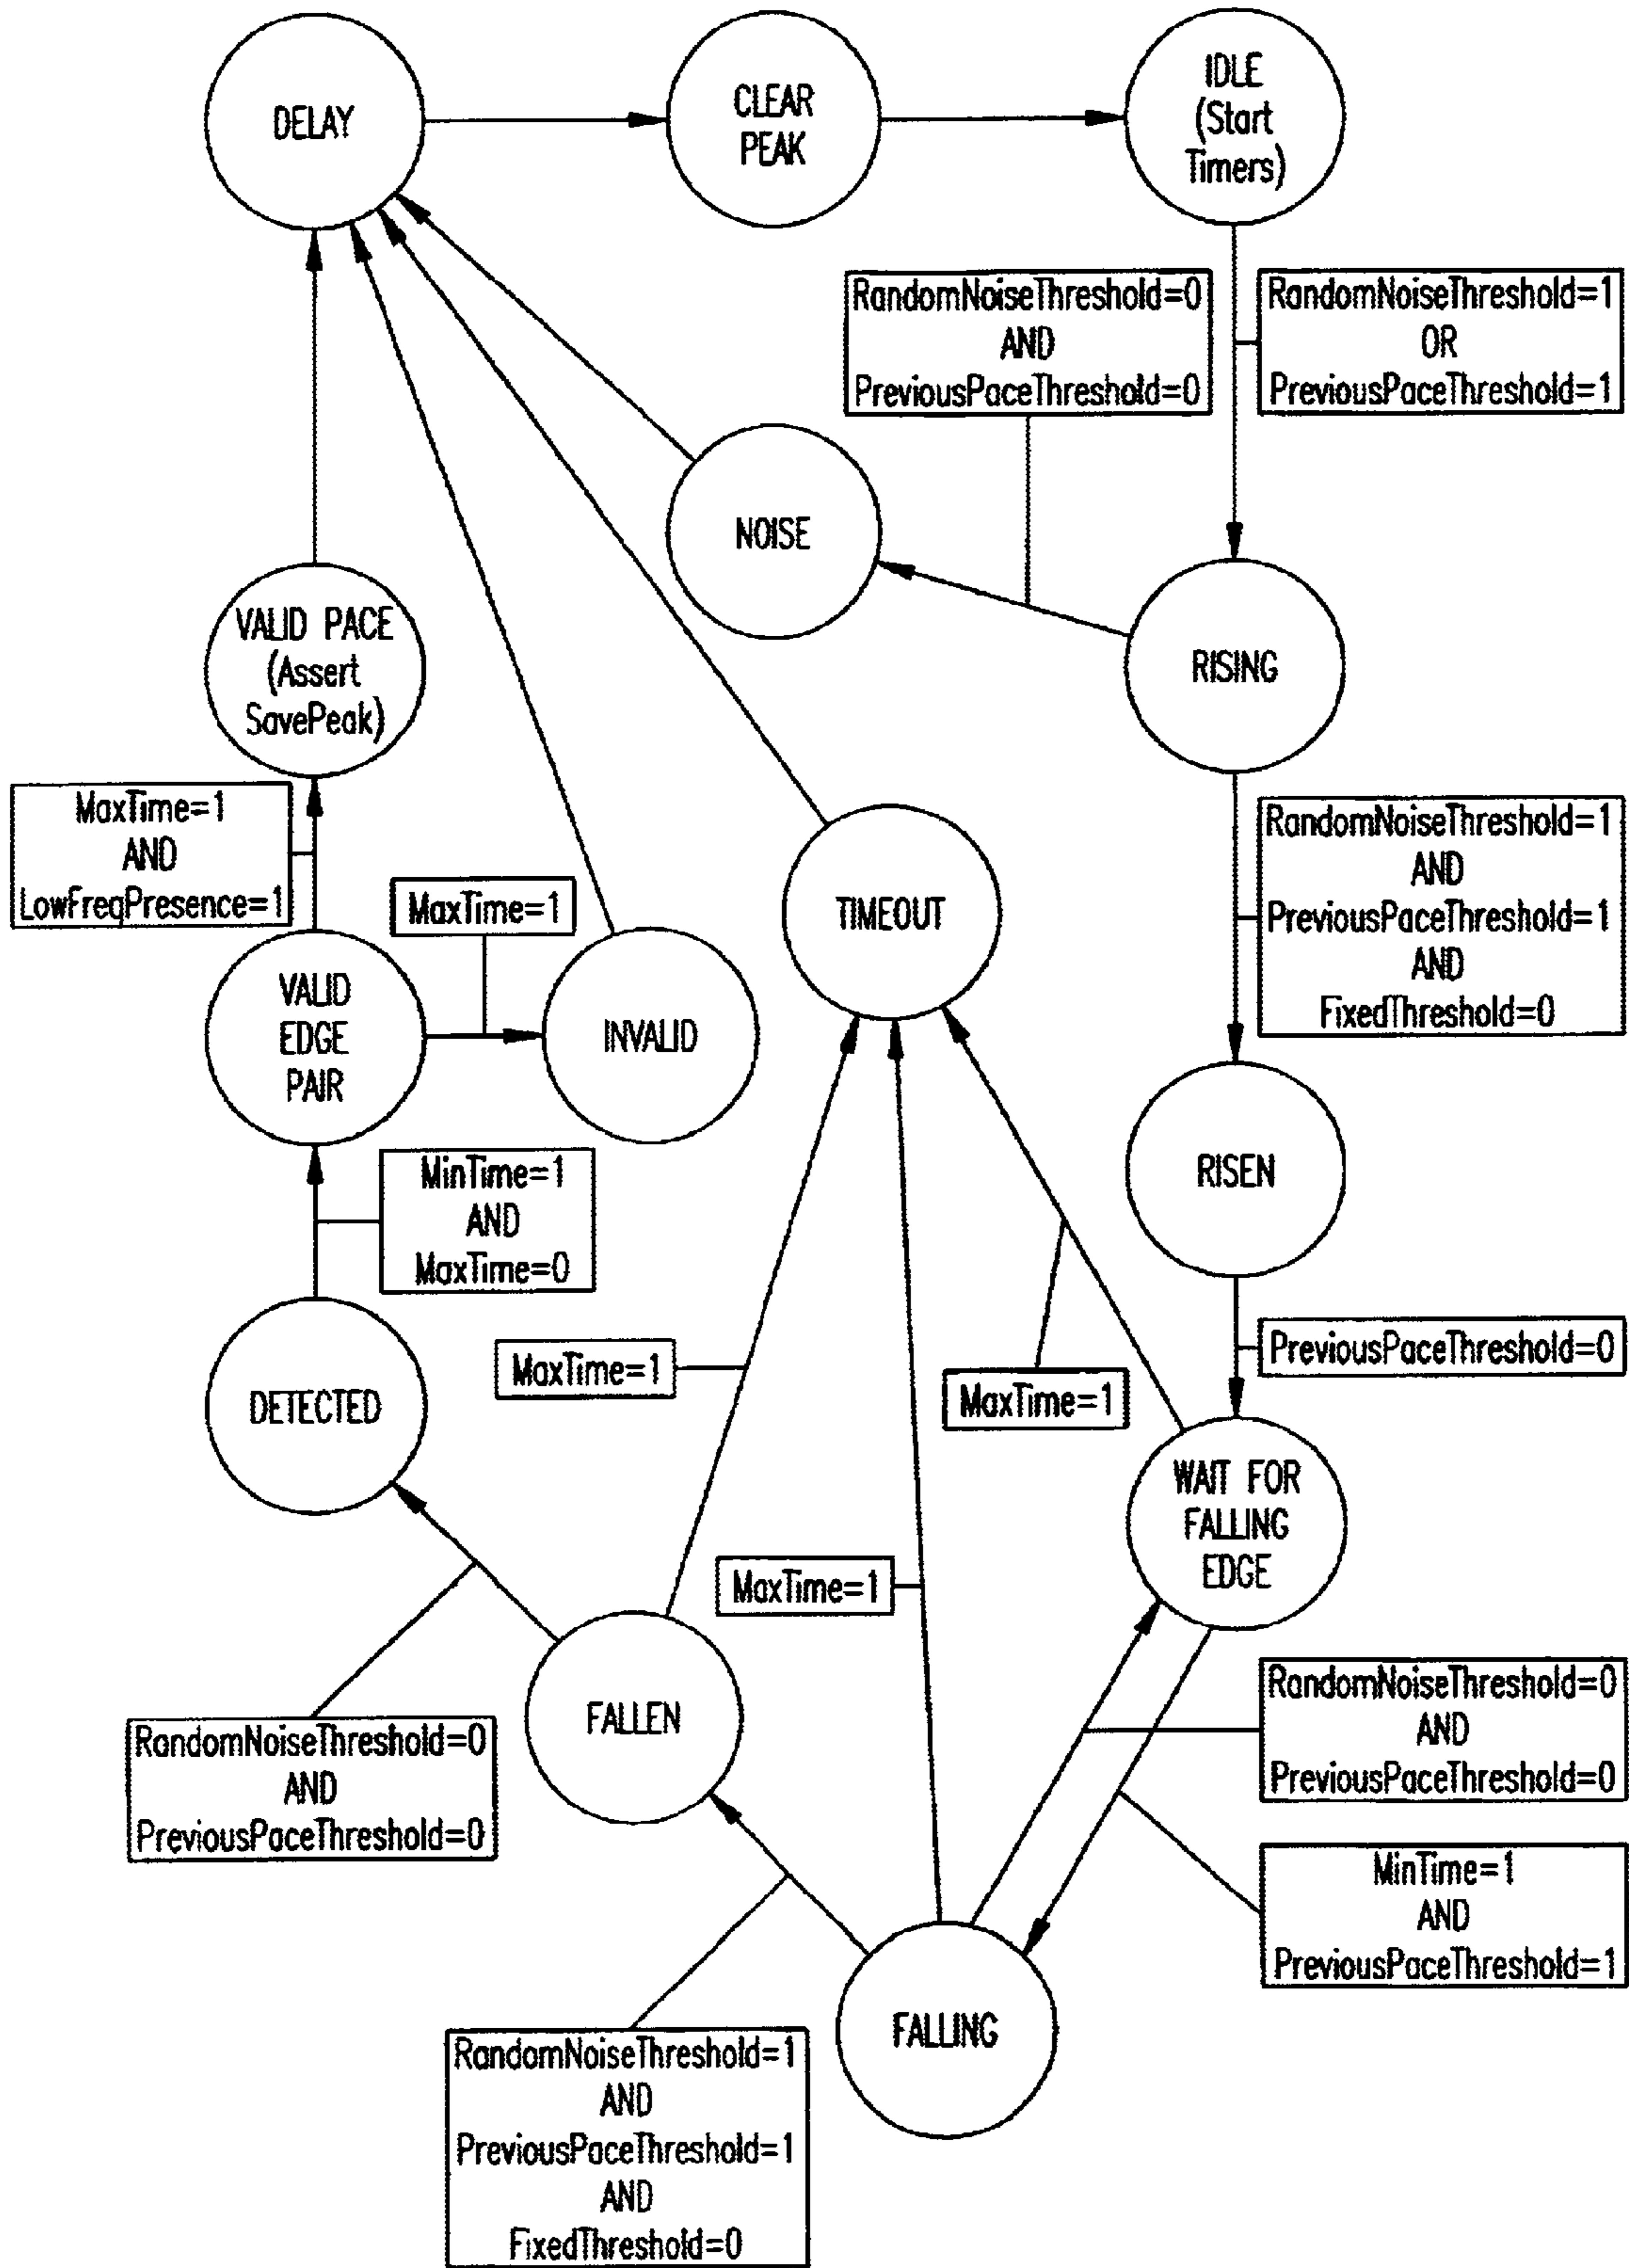 DELAY
CLEAR
PEAK
IDLE
(Start
Timers)
RandomNoiseThreshold=0
AND
PreviousPaceThreshold=0
RandomNoiseThreshold=1
OR
PreviousPaceThreshold=1
NOISE
RISING
VALID PACE
(Assert
SavePeak)
MaxTime=1
AND
LowFreqPresence=1
MaxTime=1
TIMEOUT
RandomNoiseThreshold=1
AND
PreviousPaceThreshold=1
AND
FixedThreshold=0
VALID
EDGE
PAIR
INVALID
RISEN
MinTime=1
AND
MaxTime=0
PreviousPaceThreshold=0
MaxTime=1
MaxTime=1
DETECTED
WAIT FOR
FALLING
EDGE
MaxTime=1
FALLEN
RandomNoiseThreshold=0
AND
PreviousPaceThreshold=0
RandomNoiseThreshold=0
AND
PreviousPaceThreshold=0
MinTime=1
AND
PreviousPaceThreshold=1
FALLING
RandomNoiseThreshold=1
AND
PreviousPaceThreshold=1
AND
FixedThreshold=0